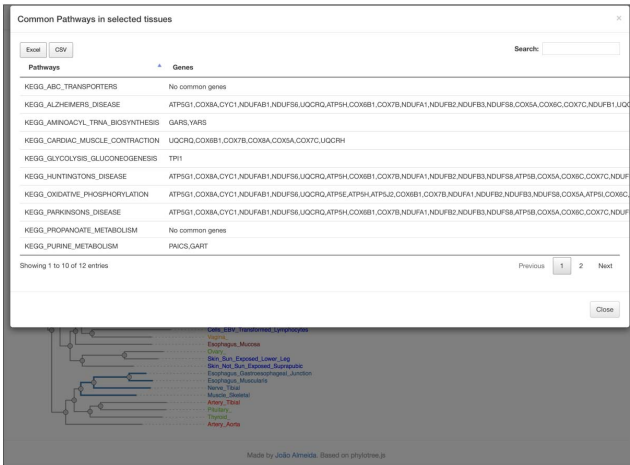 Common Pathways in selected tissues ×
Excel CSV Search:
Pathways Genes
KEGG_ABC_TRANSPORTERS No common genes
KEGG_ALZHEIMERS_DISEASE ATP5G1,COX8A,CYC1,NDUFAB1,NDUFS6,UQCRQ,ATP5H,COX6B1,COX7B,NDUFA1,NDUFB2,NDUFB3,NDUFS8,COX5A,COX6C,COX7C,NDUFB1,UQC
KEGG_AMINOACYL_TRNA_BIOSYNTHESIS GARS,YARS
KEGG_CARDIAC_MUSCLE_CONTRACTION UQCRQ,COX6B1,COX7B,COX8A,COX5A,COX7C,UQCRH
KEGG_GLYCOLYSIS_GLUCONEOGENESIS TPI1
KEGG_HUNTINGTONS_DISEASE ATP5G1,COX8A,CYC1,NDUFAB1,NDUFS6,UQCRQ,ATP5H,COX6B1,COX7B,NDUFA1,NDUFB2,NDUFB3,NDUFS8,ATP5B,COX5A,COX6C,COX7C,NDUF
KEGG_OXIDATIVE_PHOSPHORYLATION ATP5G1,COX8A,CYC1,NDUFAB1,NDUFS6,UQCRQ,ATP5E,ATP5H,ATP5J2,COX6B1,COX7B,NDUFA1,NDUFB2,NDUFB3,NDUFS8,COX5A,ATP5I,COX6C,
KEGG_PARKINSONS_DISEASE ATP5G1,COX8A,CYC1,NDUFAB1,NDUFS6,UQCRQ,ATP5H,COX6B1,COX7B,NDUFA1,NDUFB2,NDUFB3,NDUFS8,ATP5B,COX5A,COX6C,COX7C,NDUF
KEGG_PROPANOATE_METABOLISM No common genes
KEGG_PURINE_METABOLISM PAICS,GART
Showing 1 to 10 of 12 entries Previous 1 2 Next
Close
Cells_EBV_Transformed_Lymphocytes
Vagina_
Esophagus_Mucosa
Ovary_
Skin_Sun_Exposed_Lower_Leg
Skin_Not_Sun_Exposed_Suprapubic
Esophagus_Gastroesophageal_Junction
Esophagus_Muscularis
Nerve_Tibial
Muscle_Skeletal
Artery_Tibial
Pituitary_
Thyroid_
Artery_Aorta
Made by João Almeida. Based on phylotree.js